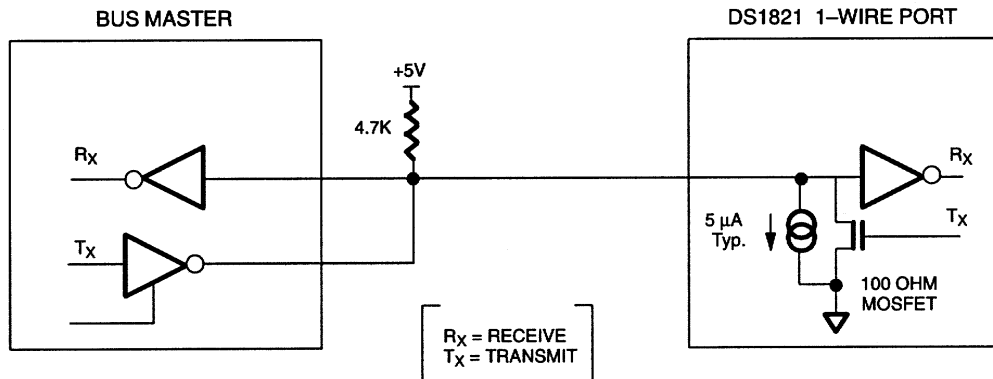 BUS MASTER
DS1821 1–WIRE PORT
+5V
4.7K
RX
TX
RX
TX
5 µA
Typ.
100 OHM
MOSFET
RX = RECEIVE
TX = TRANSMIT